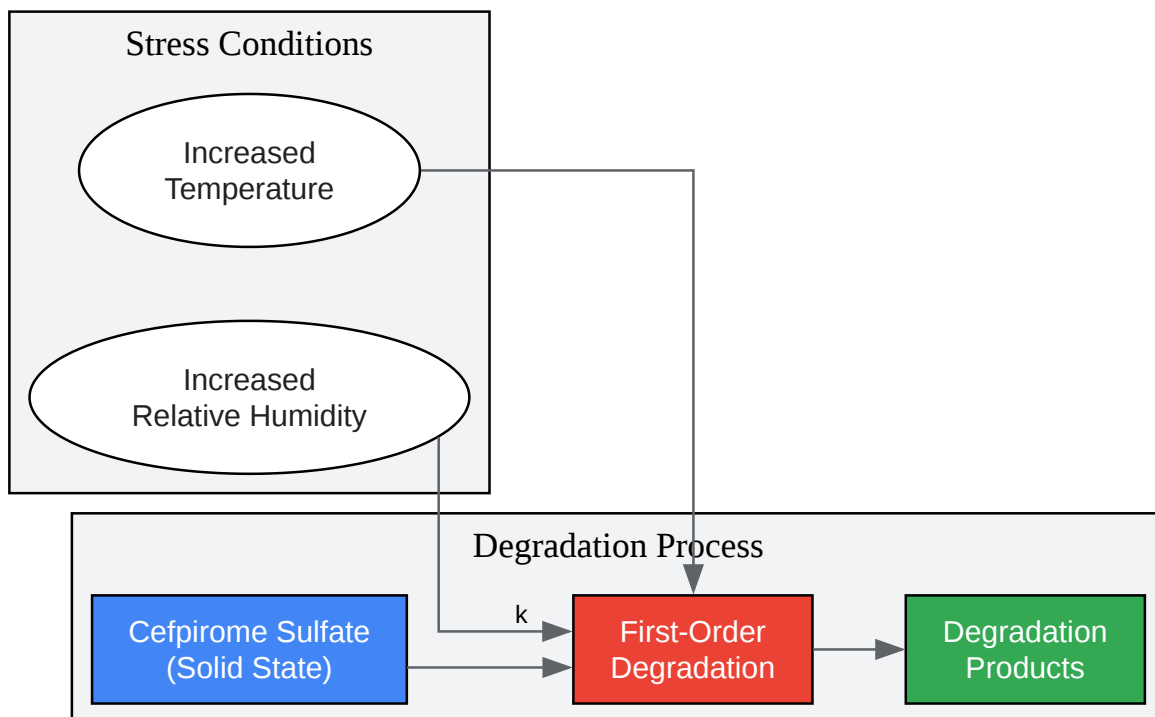 Stress Conditions
Increased
Temperature
Increased
Relative Humidity
Degradation Process
k
Cefpirome Sulfate
(Solid State)
First-Order
Degradation
Degradation
Products